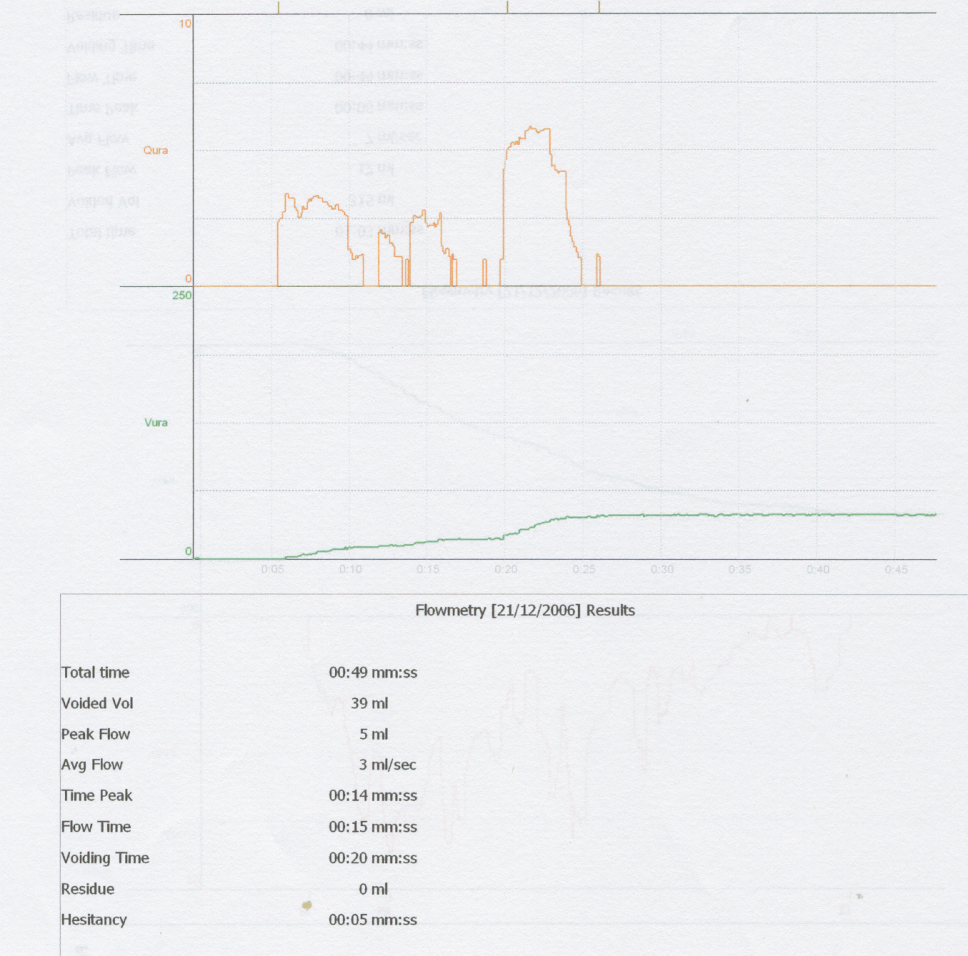 10
Qura
0
250
Vura
0
0:05 0:10 0:15 0:20 0:25 0:30 0:35 0:40 0:45
Flowmetry [21/12/2006] Results
Total time 00:49 mm:ss
Voided Vol 39 ml
Peak Flow 5 ml
Avg Flow 3 ml/sec
Time Peak 00:14 mm:ss
Flow Time 00:15 mm:ss
Voiding Time 00:20 mm:ss
Residue 0 ml
Hesitancy 00:05 mm:ss